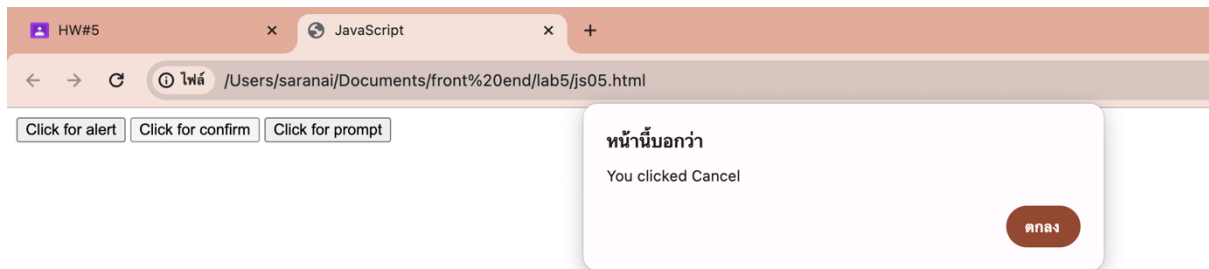 HW#5
JavaScript
ไฟล์ /Users/saranai/Documents/front%20end/lab5/js05.html
Click for alert Click for confirm Click for prompt
หน้านี้บอกว่า
You clicked Cancel
ตกลง